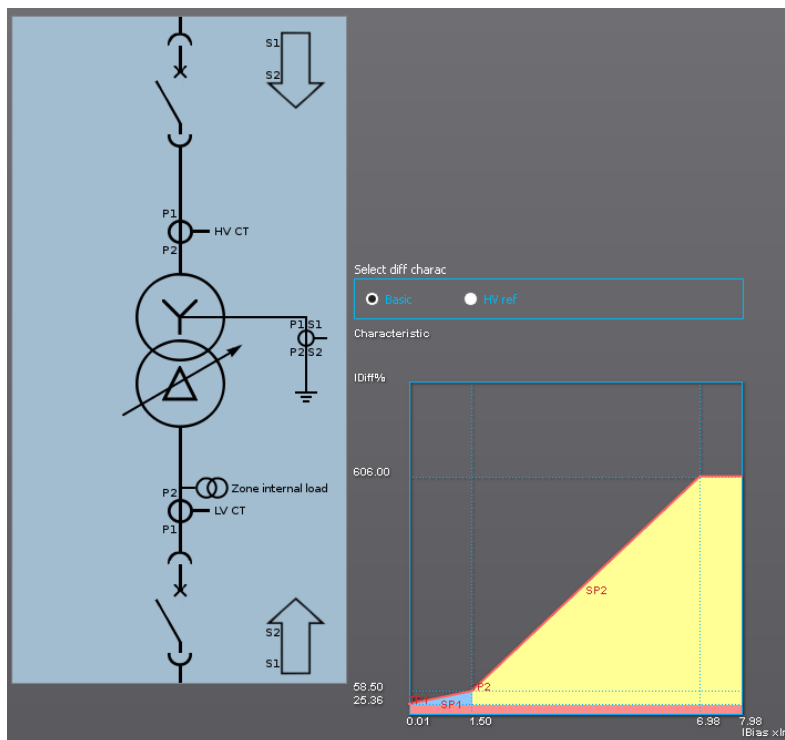 S1
S2
P1
HV CT
P2
P1 S1
P2 S2
P2
Zone internal load
LV CT
P1
S2
S1
Select diff charac
Basic
HV ref
Characteristic
IDiff%
606.00
SP2
58.50
P2
25.36
SP1
0.01
1.50
6.98
7.98
IBias xIr